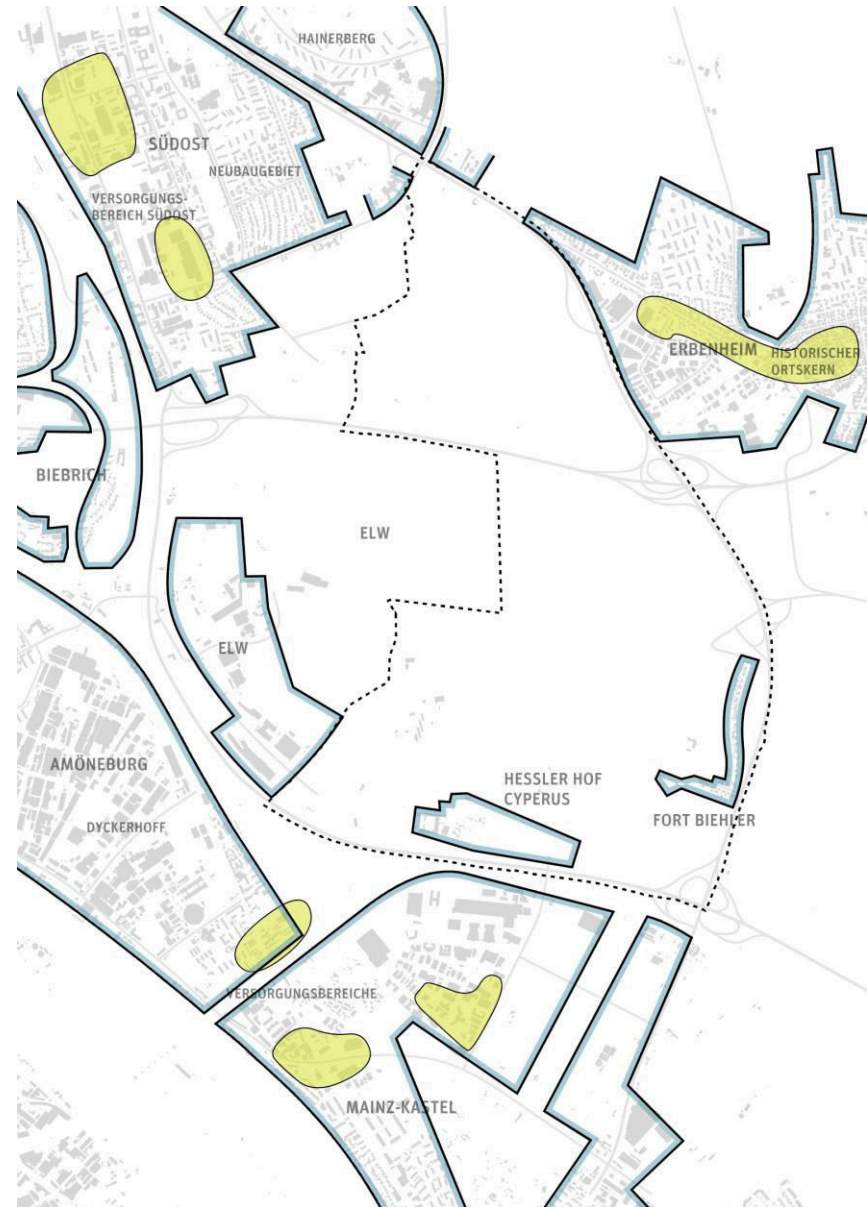 HAINERBERG
SÜDOST
NEUBAUGEBIET
VERSORGUNGS-
BEREICH SÜDOST
ERBENHEIM
HISTORISCHER
ORTSKERN
BIEBRICH
ELW
ELW
AMÖNEBURG
HESSLER HOF
CYPERUS
DYCKERHOFF
FORT BIEHLER
VERSORGUNGSBEREICHE
MAINZ-KASTEL